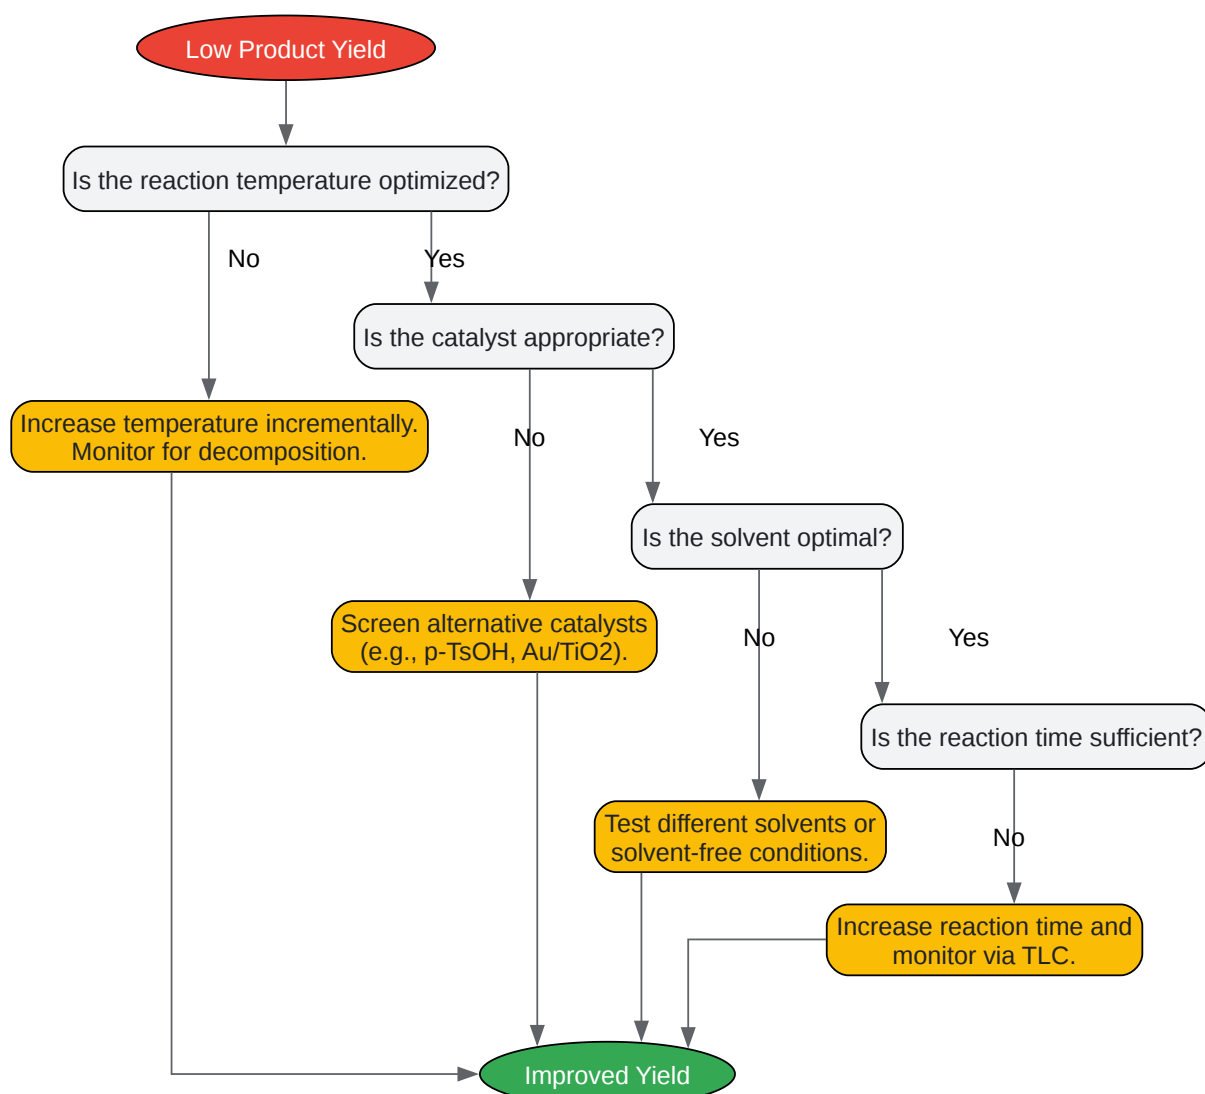 Low Product Yield
Is the reaction temperature optimized?
No
Yes
Is the catalyst appropriate?
Increase temperature incrementally.
Monitor for decomposition.
No
Yes
Is the solvent optimal?
Screen alternative catalysts
(e.g., p-TsOH, Au/TiO2).
No
Yes
Is the reaction time sufficient?
Test different solvents or
solvent-free conditions.
No
Increase reaction time and
monitor via TLC.
Improved Yield